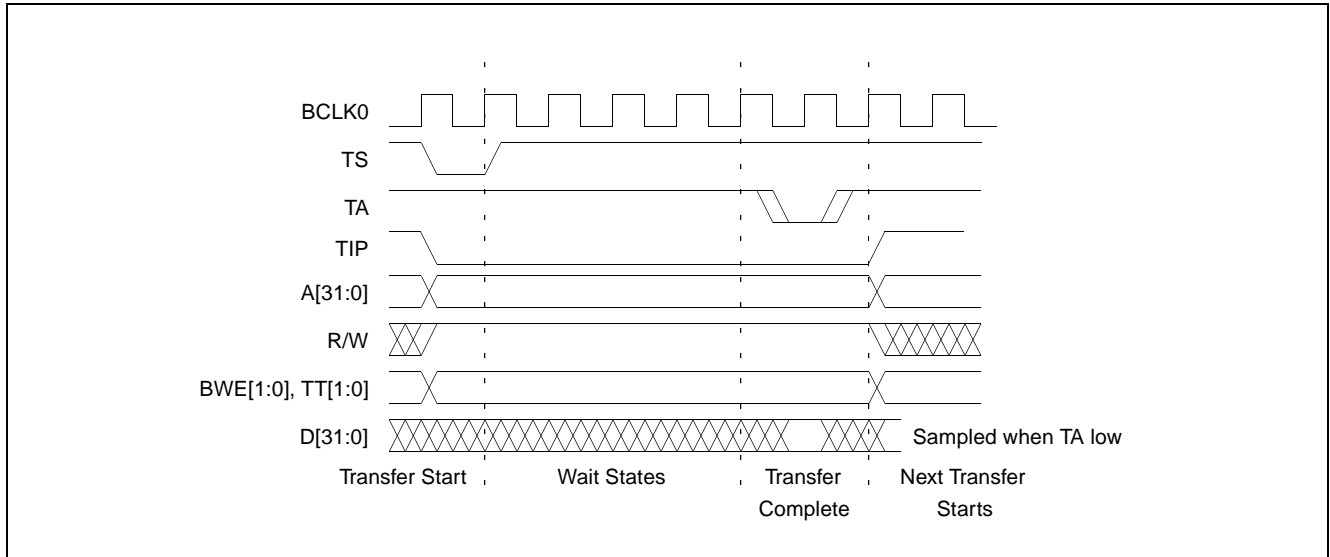 BCLK0
TS
TA
TIP
A[31:0]
R/W
BWE[1:0], TT[1:0]
D[31:0]
Sampled when TA low
Transfer Start
Wait States
Transfer
Complete
Next Transfer
Starts